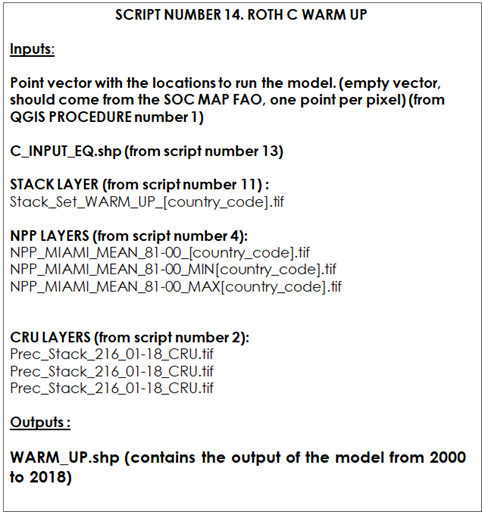 SCRIPT NUMBER 14. ROTH C WARM UP
Inputs:
Point vector with the locations to run the model. (empty vector,
should come from the SOC MAP FAO, one point per pixel) (from
QGIS PROCEDURE number 1)
C_INPUT_EQ.shp (from script number 13)
STACK LAYER (from script number 11) :
Stack_Set_WARM_UP_[country_code].tif
NPP LAYERS (from script number 4):
NPP_MIAMI_MEAN_81-00_[country_code].tif
NPP_MIAMI_MEAN_81-00_MIN[country_code].tif
NPP_MIAMI_MEAN_81-00_MAX[country_code].tif
CRU LAYERS (from script number 2):
Prec_Stack_216_01-18_CRU.tif
Prec_Stack_216_01-18_CRU.tif
Prec_Stack_216_01-18_CRU.tif
Outputs :
WARM_UP.shp (contains the output of the model from 2000
to 2018)